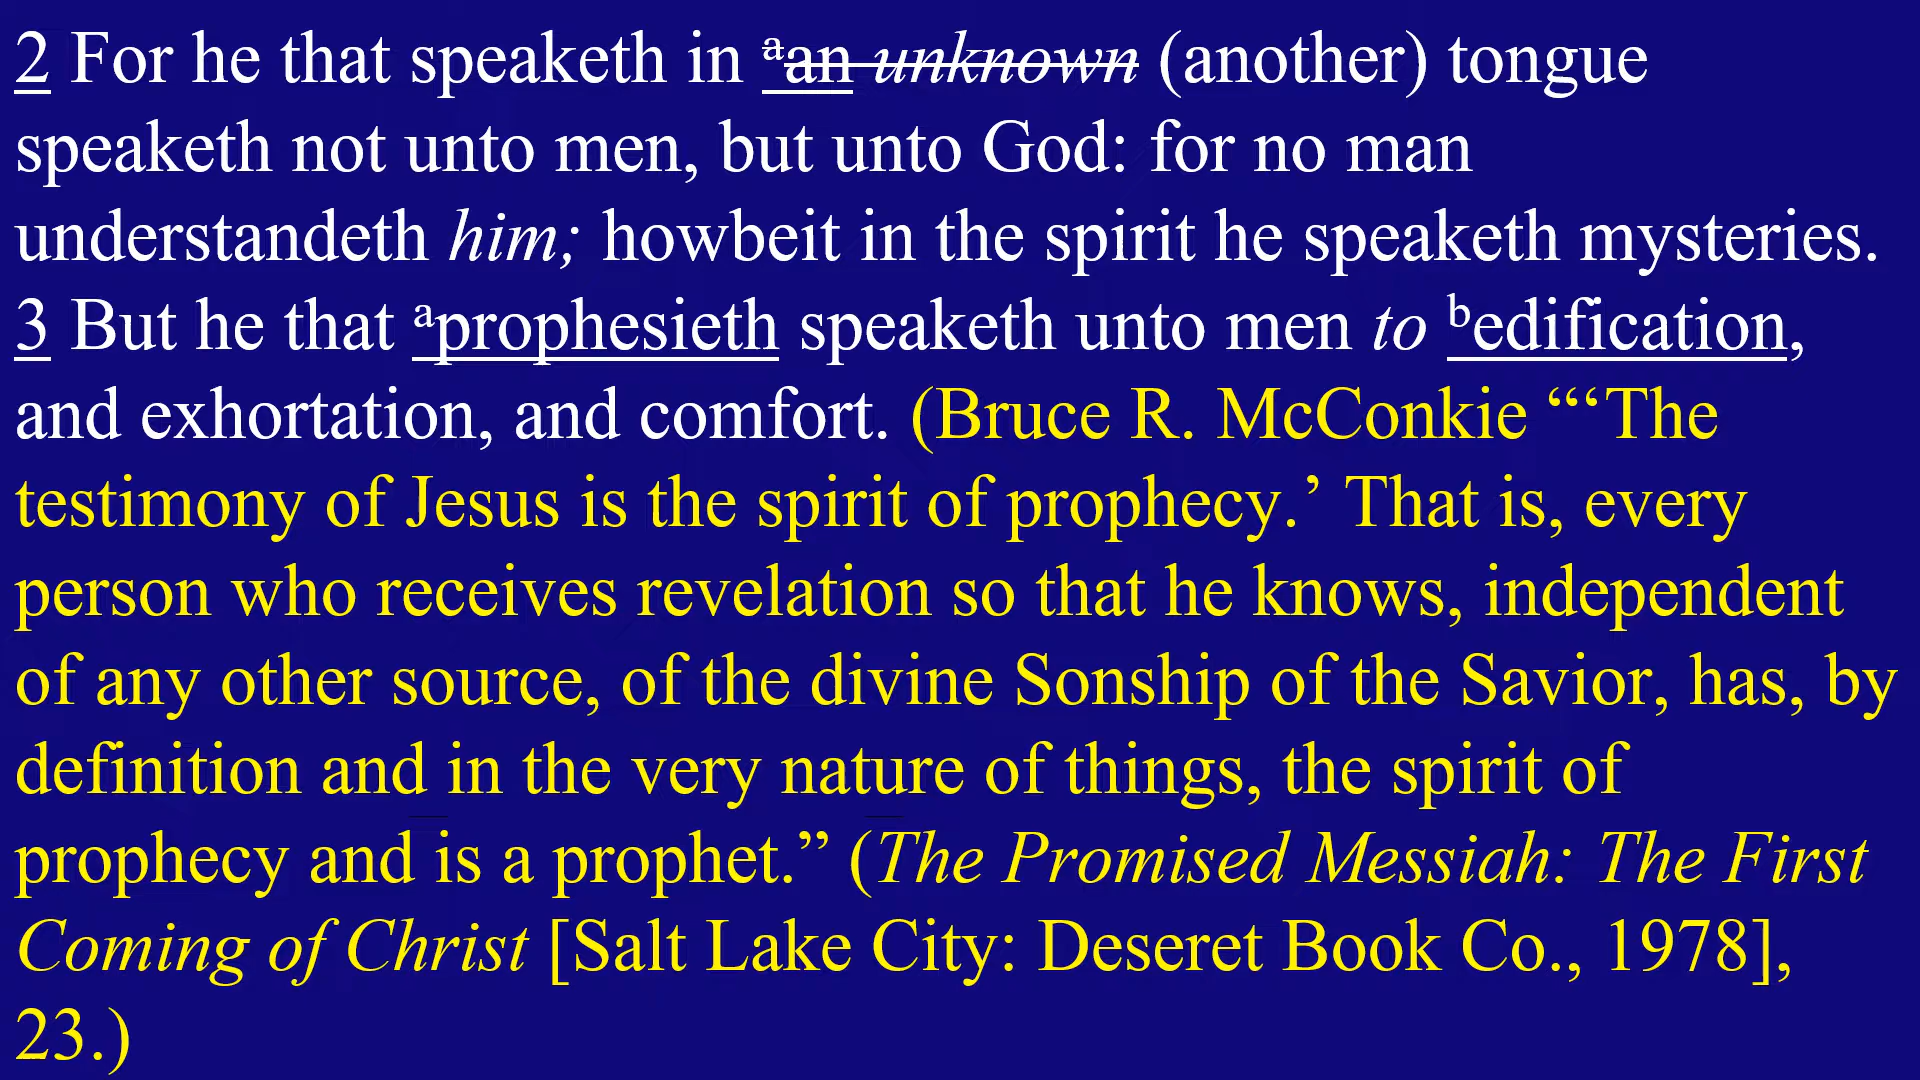 2 For he that speaketh in ᵃan unknown (another) tongue
speaketh not unto men, but unto God: for no man
understandeth him; howbeit in the spirit he speaketh mysteries.
3 But he that ᵃprophesieth speaketh unto men to ᵇedification,
and exhortation, and comfort. (Bruce R. McConkie “‘The
testimony of Jesus is the spirit of prophecy.’ That is, every
person who receives revelation so that he knows, independent
of any other source, of the divine Sonship of the Savior, has, by
definition and in the very nature of things, the spirit of
prophecy and is a prophet.” (The Promised Messiah: The First
Coming of Christ [Salt Lake City: Deseret Book Co., 1978],
23.)